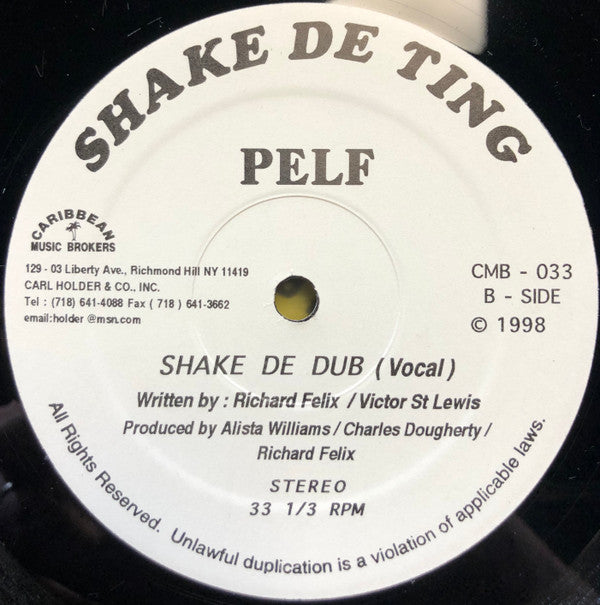 SHAKE DE TING
PELF
CARIBBEAN
MUSIC BROKERS
129 - 03 Liberty Ave., Richmond Hill NY 11419
CARL HOLDER & CO., INC.
Tel : (718) 641-4088 Fax ( 718 ) 641-3662
email:holder @msn.com
CMB - 033
B - SIDE
© 1998
SHAKE DE DUB (Vocal)
Written by : Richard Felix / Victor St Lewis
Produced by Alista Williams / Charles Dougherty /
Richard Felix
STEREO
33 1/3 RPM
All Rights Reserved. Unlawful duplication is a violation of applicable laws.